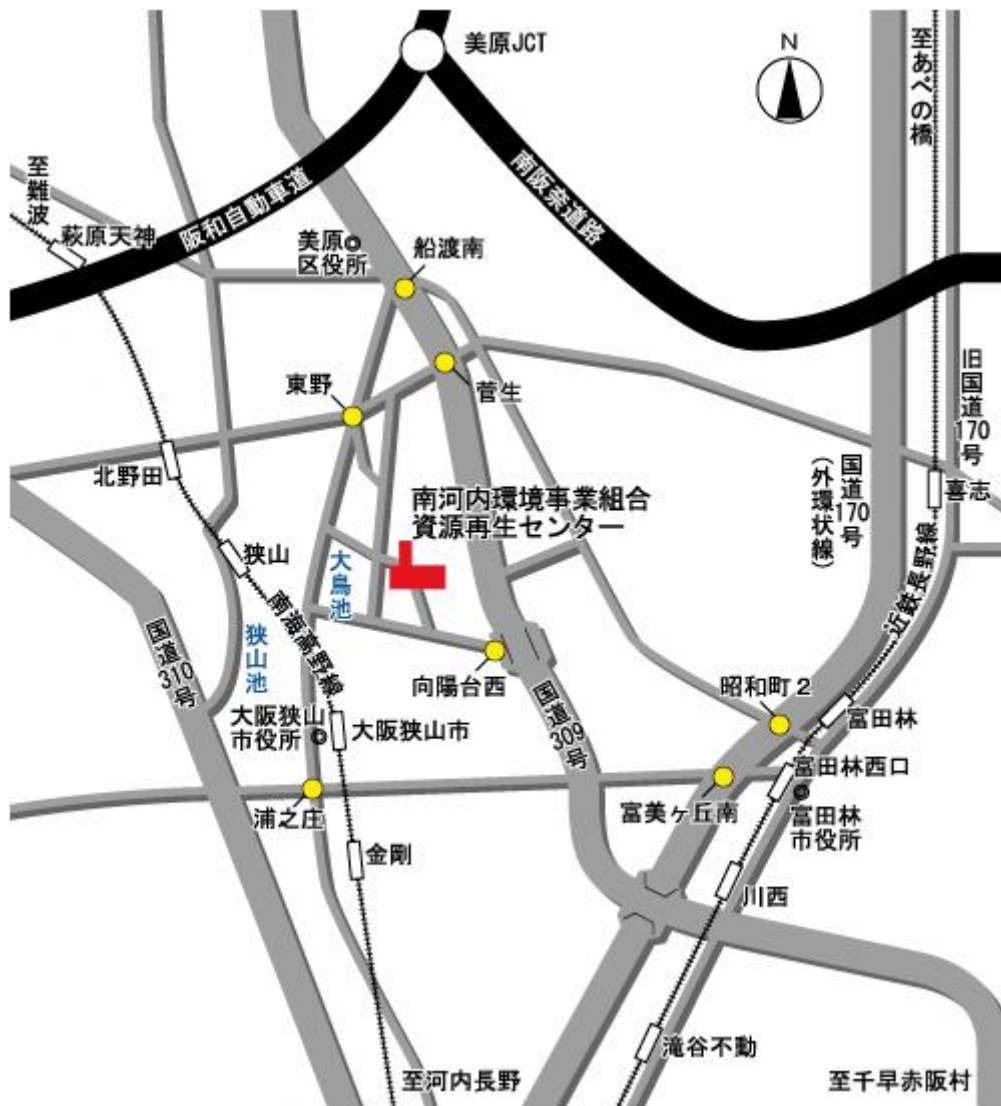 美原JCT
N
至あべの橋
至難波
萩原天神
阪和自動車道
南阪奈道路
美原
区役所
船渡南
東野
菅生
旧国道170号
国道170号
(外環状線)
北野田
喜志
南河内環境事業組合
資源再生センター
狭山
大鳥池
近鉄長野線
狭山池
南海高野線
国道310号
向陽台西
昭和町2
大阪狭山
市役所
大阪狭山市
国道309号
富田林
富田林西口
浦之庄
富美ヶ丘南
富田林
市役所
金剛
川西
滝谷不動
至河内長野
至千早赤阪村